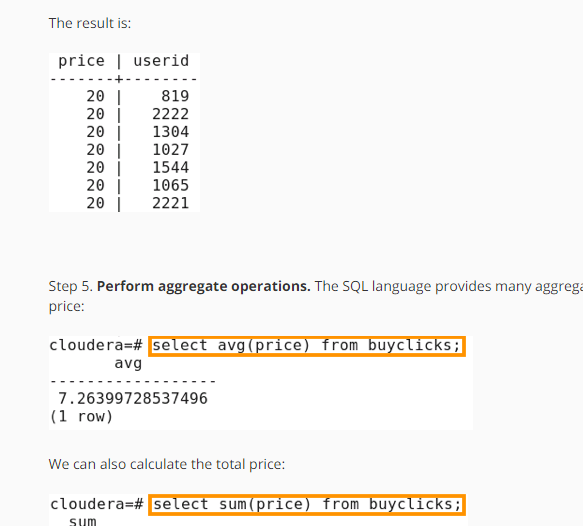 The result is:
price | userid
-------+--------
20 | 819
20 | 2222
20 | 1304
20 | 1027
20 | 1544
20 | 1065
20 | 2221
Step 5. Perform aggregate operations. The SQL language provides many aggrega
price:
cloudera=# select avg(price) from buyclicks;
avg
------------------
7.26399728537496
(1 row)
We can also calculate the total price:
cloudera=# select sum(price) from buyclicks;
sum